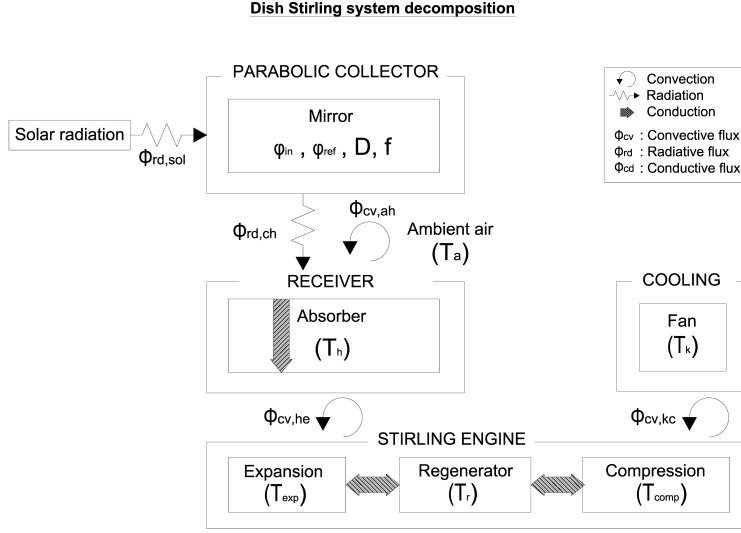 Dish Stirling system decomposition
PARABOLIC COLLECTOR
Mirror
φin , φref , D, f
Solar radiation
Φrd,sol
Convection
Radiation
Conduction
Φcv : Convective flux
Φrd : Radiative flux
Φcd : Conductive flux
Φrd,ch
Φcv,ah
Ambient air
(Ta)
RECEIVER
Absorber
(Th)
COOLING
Fan
(Tk)
Φcv,he
Φcv,kc
STIRLING ENGINE
Expansion
(Texp)
Regenerator
(Tr)
Compression
(Tcomp)